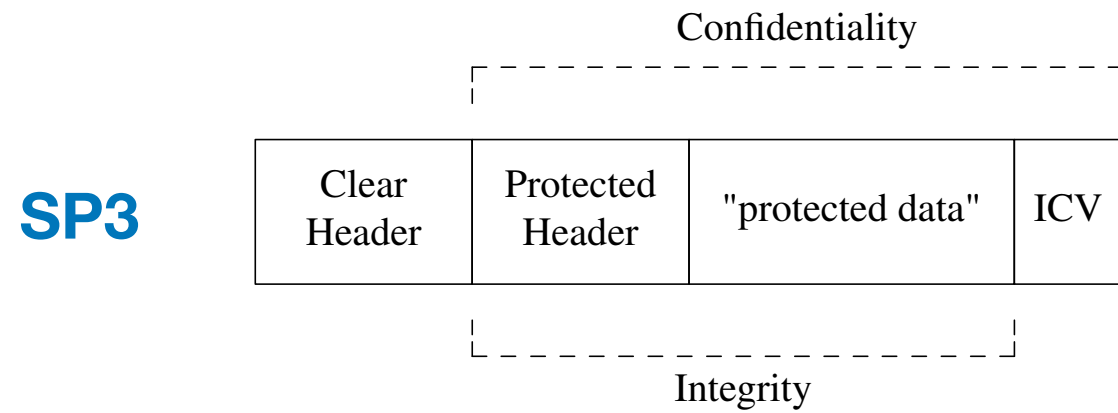 Confidentiality
SP3
Clear
Header
Protected
Header
"protected data"
ICV
Integrity